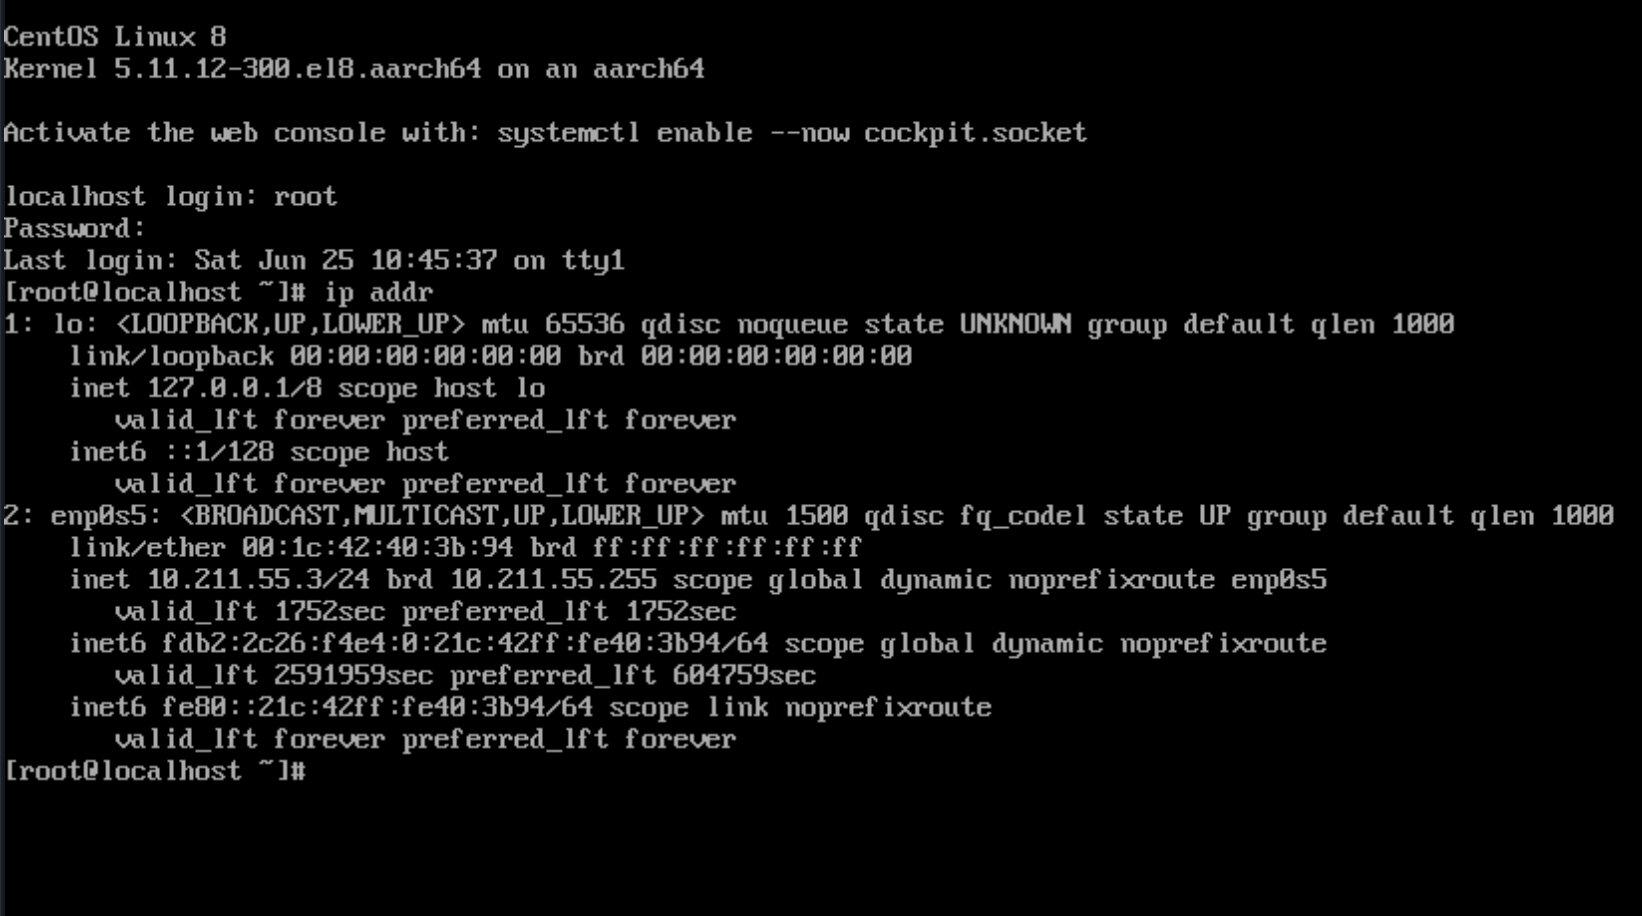 CentOS Linux 8
Kernel 5.11.12-300.el8.aarch64 on an aarch64
Activate the web console with: systemctl enable --now cockpit.socket
localhost login: root
Password:
Last login: Sat Jun 25 10:45:37 on tty1
[root@localhost ~]# ip addr
1: lo: <LOOPBACK,UP,LOWER_UP> mtu 65536 qdisc noqueue state UNKNOWN group default qlen 1000
    link/loopback 00:00:00:00:00:00 brd 00:00:00:00:00:00
    inet 127.0.0.1/8 scope host lo
       valid_lft forever preferred_lft forever
    inet6 ::1/128 scope host
       valid_lft forever preferred_lft forever
2: enp0s5: <BROADCAST,MULTICAST,UP,LOWER_UP> mtu 1500 qdisc fq_codel state UP group default qlen 1000
    link/ether 00:1c:42:40:3b:94 brd ff:ff:ff:ff:ff:ff
    inet 10.211.55.3/24 brd 10.211.55.255 scope global dynamic noprefixroute enp0s5
       valid_lft 1752sec preferred_lft 1752sec
    inet6 fdb2:2c26:f4e4:0:21c:42ff:fe40:3b94/64 scope global dynamic noprefixroute
       valid_lft 2591959sec preferred_lft 604759sec
    inet6 fe80::21c:42ff:fe40:3b94/64 scope link noprefixroute
       valid_lft forever preferred_lft forever
[root@localhost ~]#